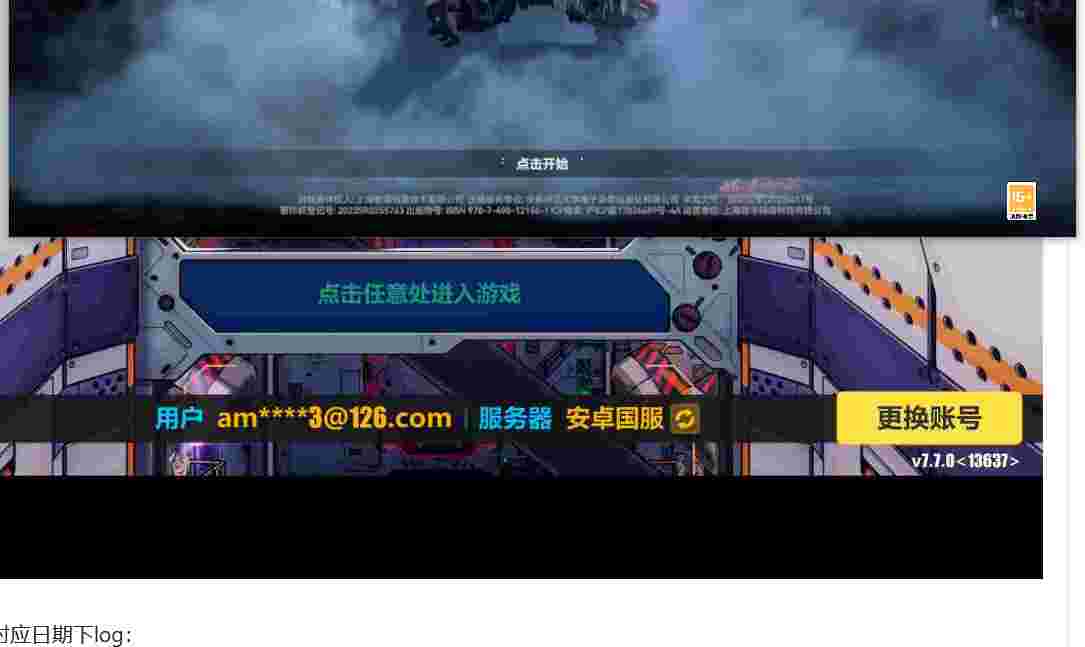 点击开始
16+
点击任意处进入游戏
用户 am****3@126.com | 服务器 安卓国服
更换账号
v7.7.0<13637>
对应日期下log: